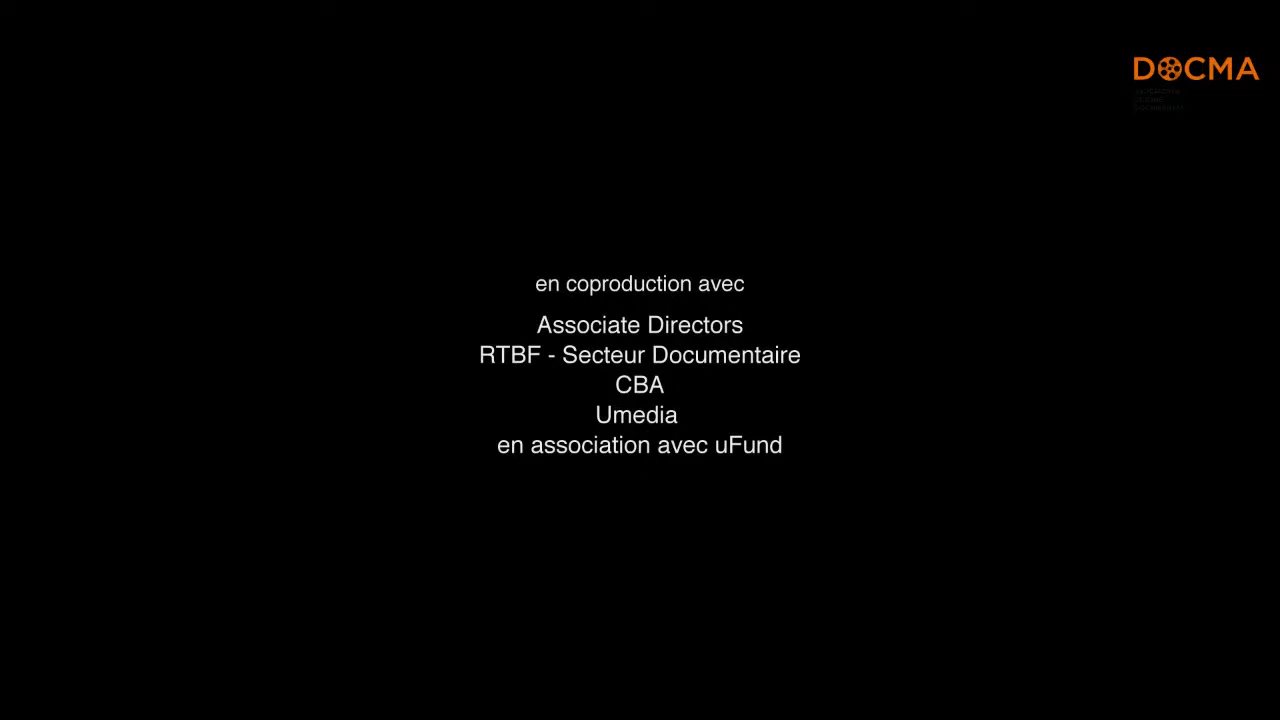 DOCMA
en coproduction avec
Associate Directors
RTBF - Secteur Documentaire
CBA
Umedia
en association avec uFund